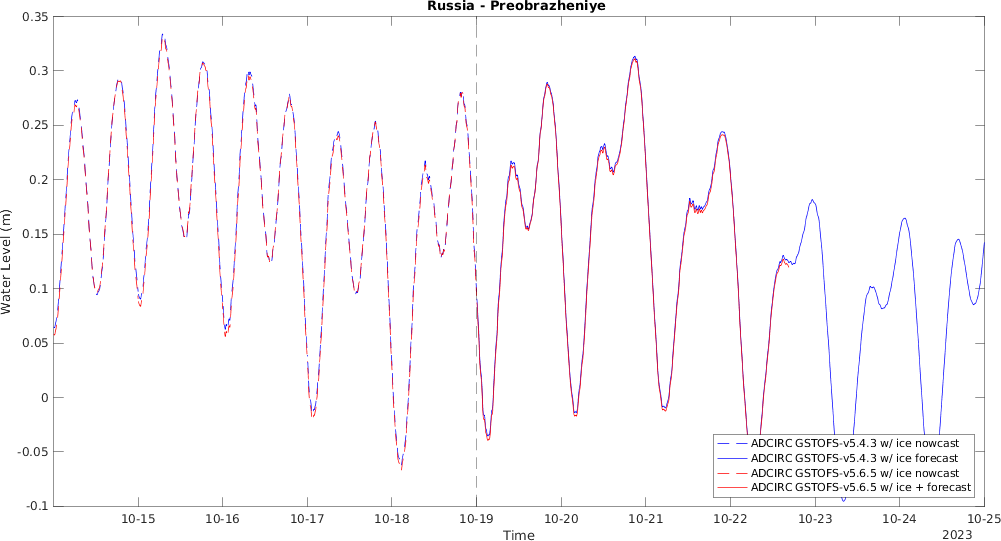 Russia - Preobrazheniye
0.35
0.3
0.25
0.2
0.15
0.1
0.05
0
-0.05
-0.1
Water Level (m)
ADCIRC GSTOFS-v5.4.3 w/ ice nowcast
ADCIRC GSTOFS-v5.4.3 w/ ice forecast
ADCIRC GSTOFS-v5.6.5 w/ ice nowcast
ADCIRC GSTOFS-v5.6.5 w/ ice + forecast
10-15 10-16 10-17 10-18 10-19 10-20 10-21 10-22 10-23 10-24 10-25
Time
2023